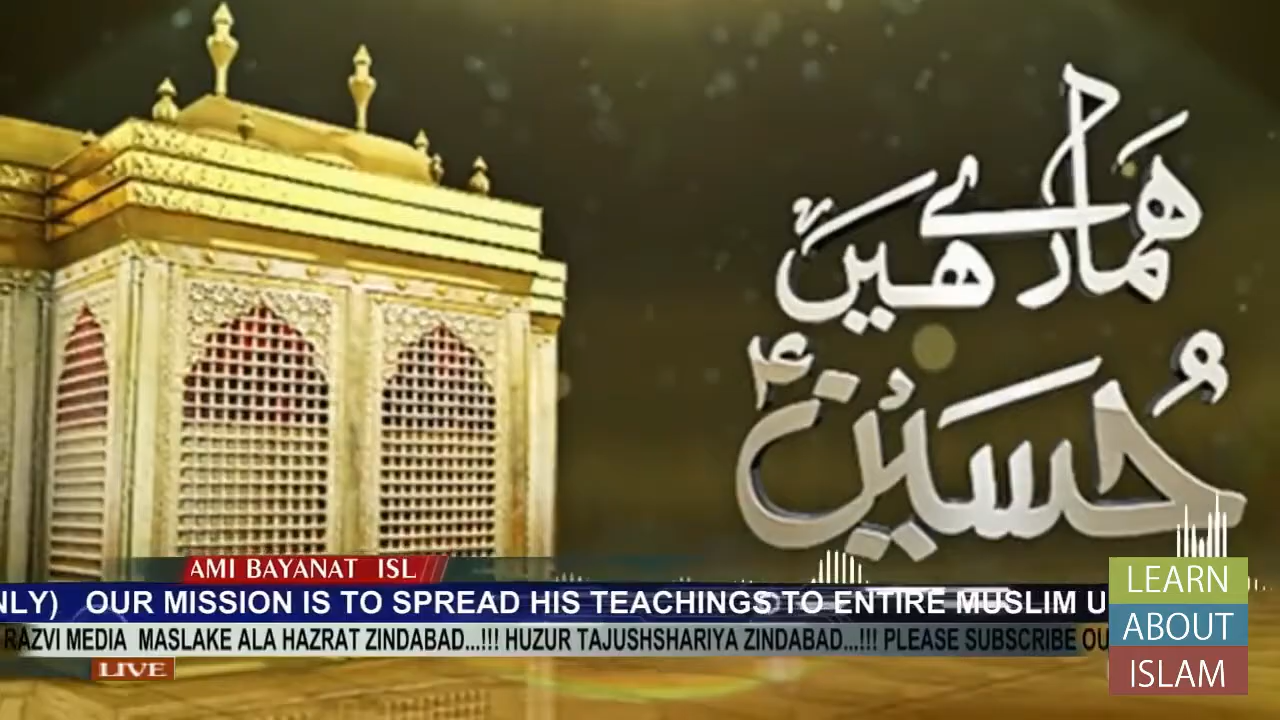 ہمارے ہیں
حُسینؑ
AMI BAYANAT ISL
NLY) OUR MISSION IS TO SPREAD HIS TEACHINGS TO ENTIRE MUSLIM U
RAZVI MEDIA MASLAKE ALA HAZRAT ZINDABAD...!!! HUZUR TAJUSHSHARIYA ZINDABAD...!!! PLEASE SUBSCRIBE OU
LIVE
LEARN
ABOUT
ISLAM